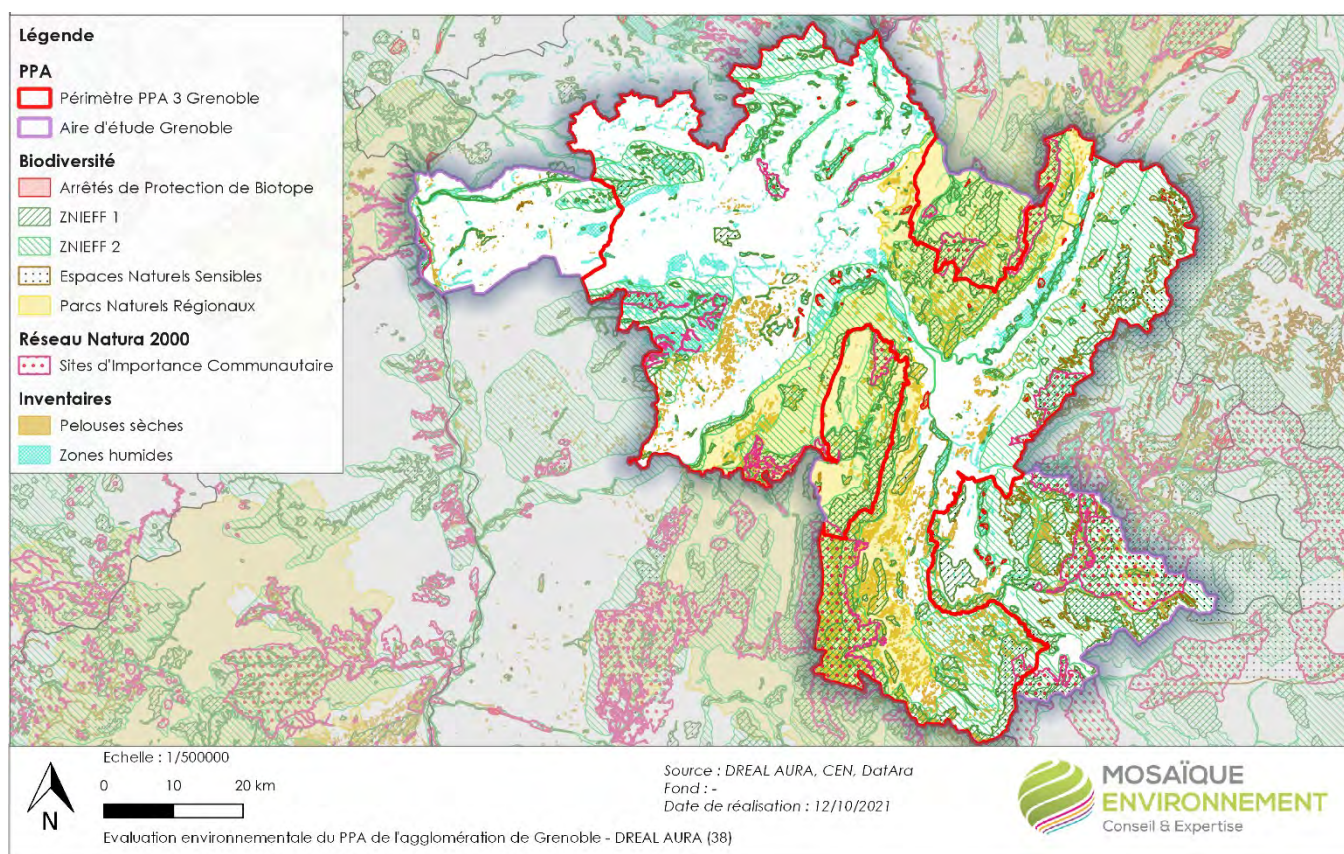 Légende
PPA
Périmètre PPA 3 Grenoble
Aire d'étude Grenoble
Biodiversité
Arrêtés de Protection de Biotope
ZNIEFF 1
ZNIEFF 2
Espaces Naturels Sensibles
Parcs Naturels Régionaux
Réseau Natura 2000
Sites d'Importance Communautaire
Inventaires
Pelouses sèches
Zones humides
N
Echelle : 1/500000
0 10 20 km
Evaluation environnementale du PPA de l'agglomération de Grenoble - DREAL AURA (38)
Source : DREAL AURA, CEN, DatAra
Fond : -
Date de réalisation : 12/10/2021
MOSAÏQUE
ENVIRONNEMENT
Conseil & Expertise